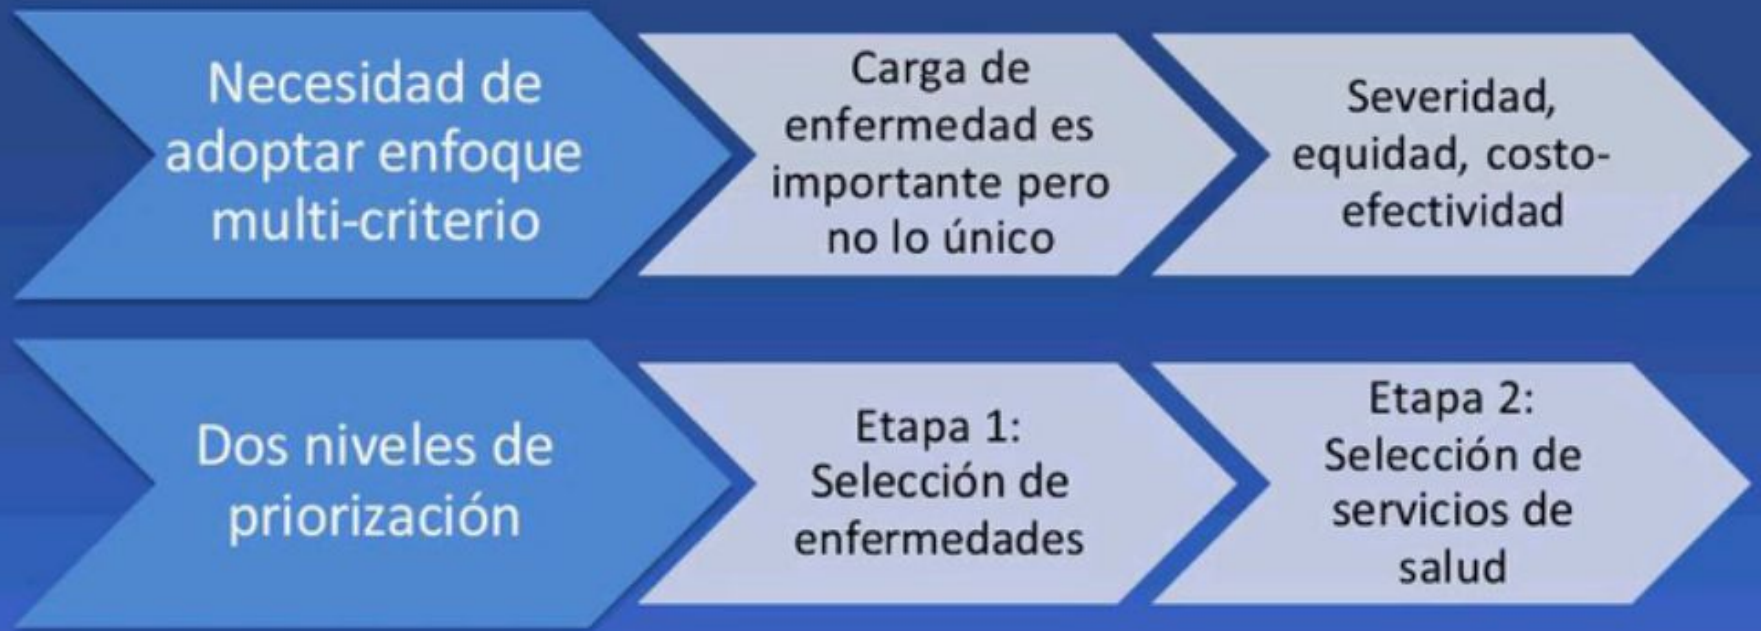 Necesidad de
adoptar enfoque
multi-criterio
Carga de
enfermedad es
importante pero
no lo único
Severidad,
equidad, costo-
efectividad
Dos niveles de
priorización
Etapa 1:
Selección de
enfermedades
Etapa 2:
Selección de
servicios de
salud